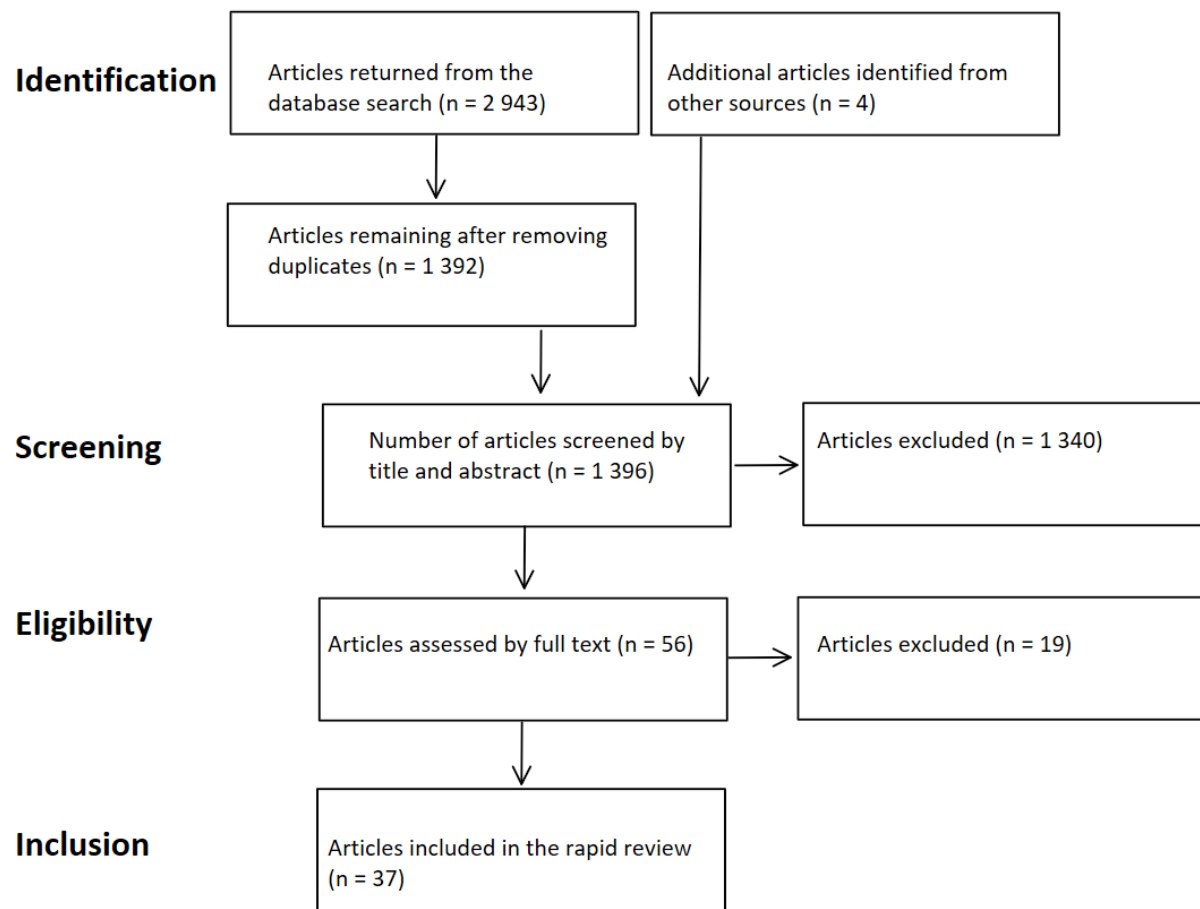 Identification
Articles returned from the
database search (n = 2 943)
Additional articles identified from
other sources (n = 4)
Articles remaining after removing
duplicates (n = 1 392)
Screening
Number of articles screened by
title and abstract (n = 1 396)
Articles excluded (n = 1 340)
Eligibility
Articles assessed by full text (n = 56)
Articles excluded (n = 19)
Inclusion
Articles included in the rapid review
(n = 37)